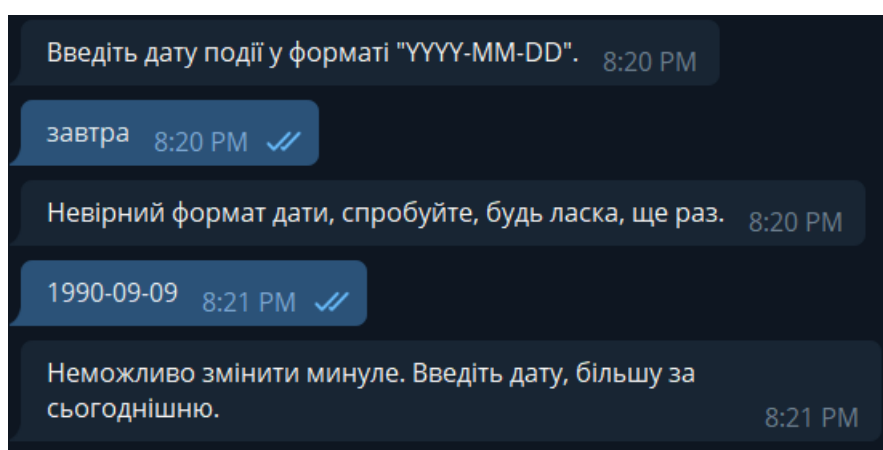 Введіть дату події у форматі "YYYY-MM-DD". 8:20 PM
завтра 8:20 PM
Невірний формат дати, спробуйте, будь ласка, ще раз. 8:20 PM
1990-09-09 8:21 PM
Неможливо змінити минуле. Введіть дату, більшу за
сьогоднішню. 8:21 PM